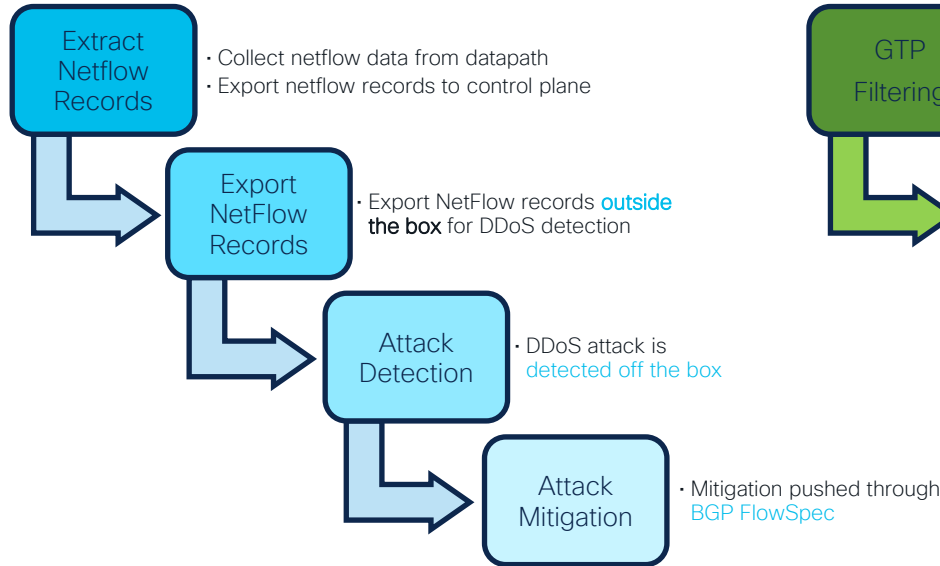 Extract
Netflow
Records
· Collect netflow data from datapath
· Export netflow records to control plane
GTP
Filtering
Export
NetFlow
Records
· Export NetFlow records outside
the box for DDoS detection
Attack
Detection
· DDoS attack is
detected off the box
Attack
Mitigation
· Mitigation pushed through
BGP FlowSpec